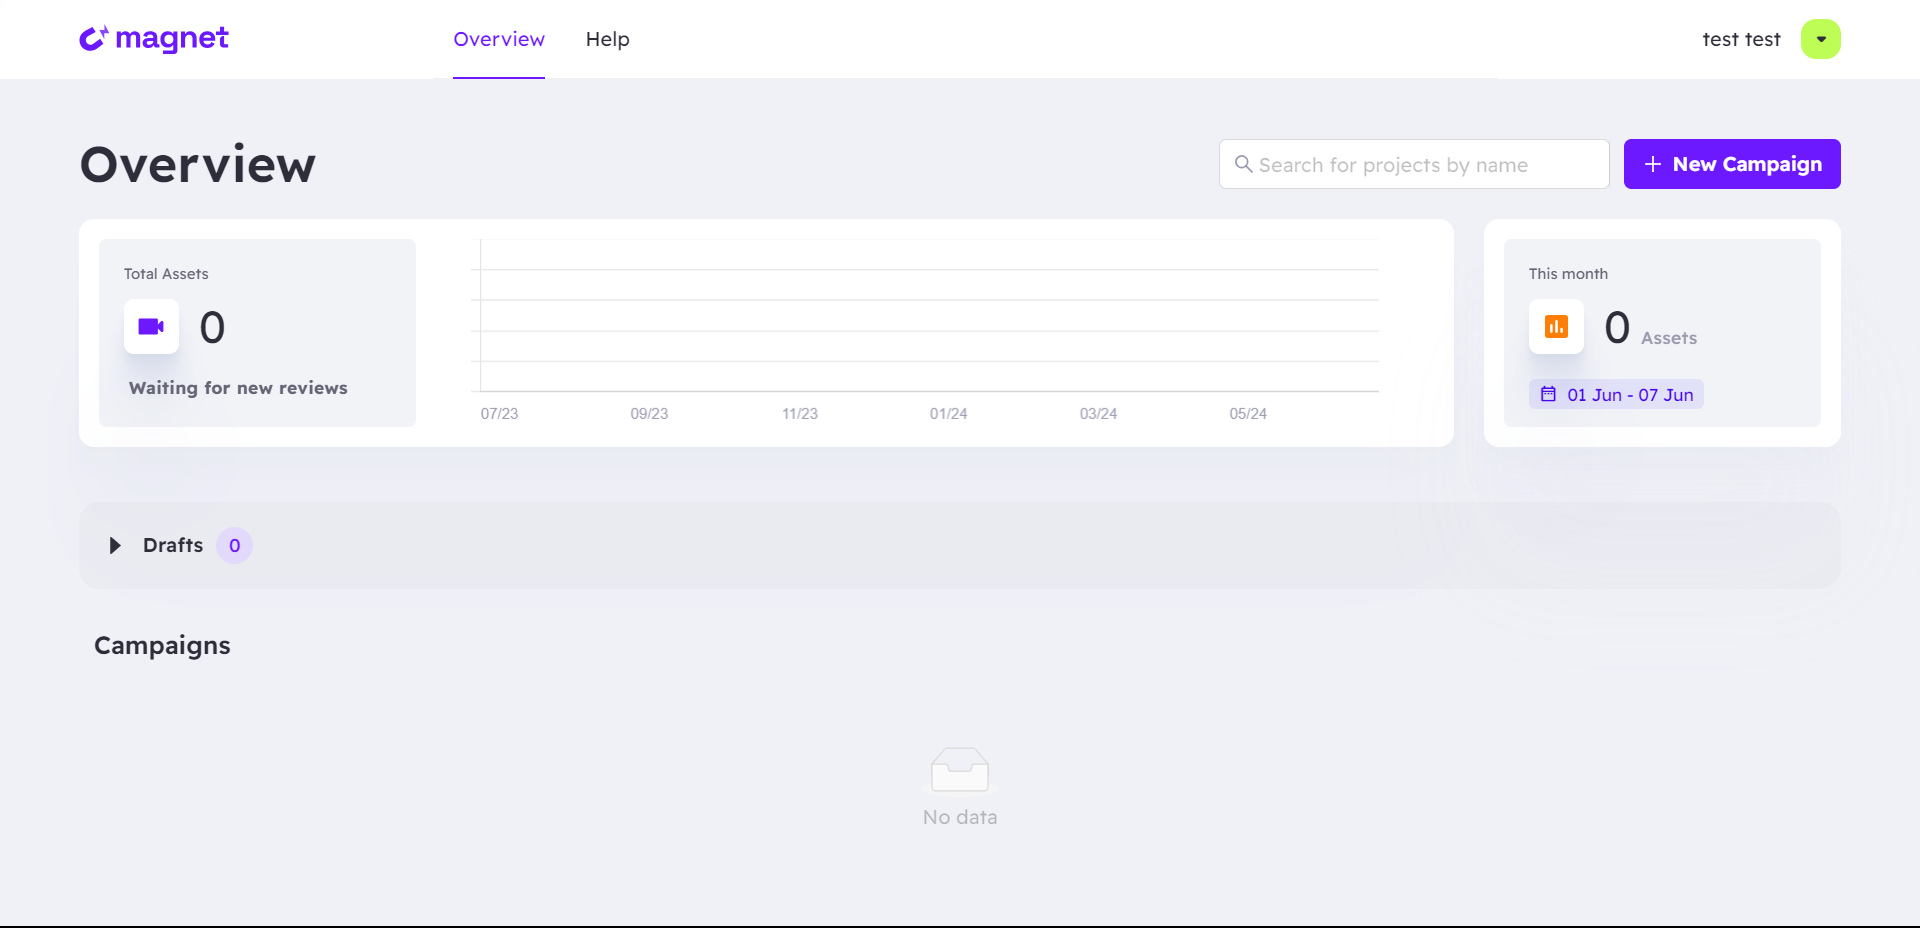 magnet
Overview
Help
test test
Overview
Search for projects by name
New Campaign
Total Assets
0
Waiting for new reviews
07/23
09/23
11/23
01/24
03/24
05/24
This month
0 Assets
01 Jun - 07 Jun
Drafts 0
Campaigns
No data